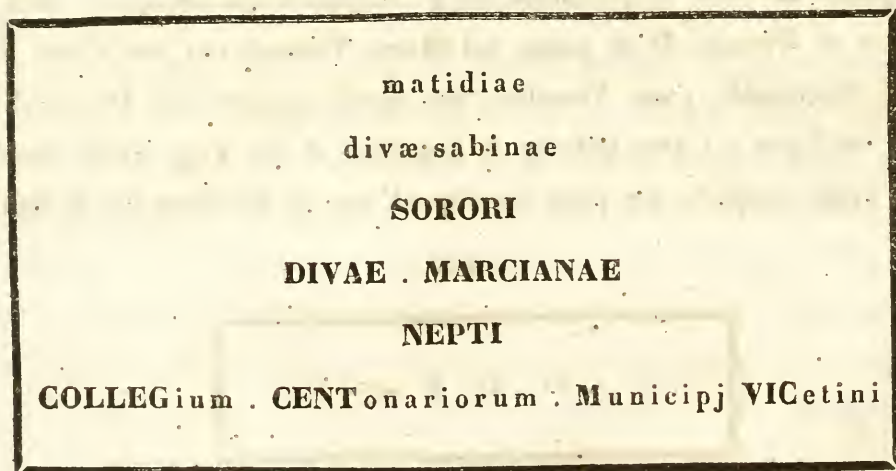 matidiae
divæ sabinae
SORORI
DIVAE . MARCIANAE
NEPTI
COLLEGium . CENTonariorum . Municipj VICetini